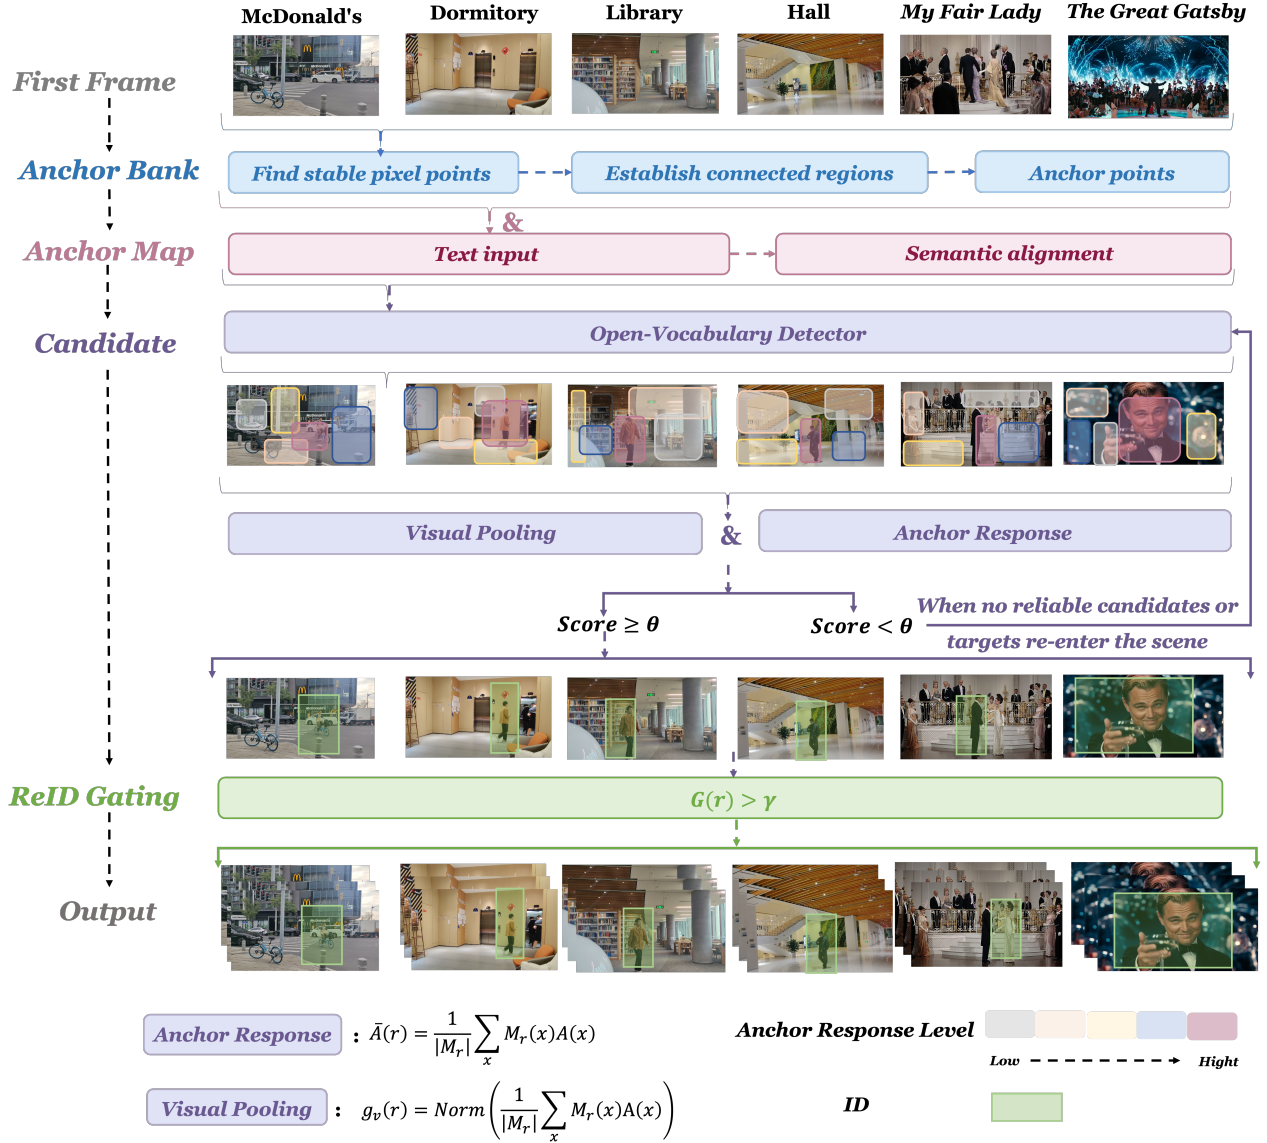 McDonald's Dormitory Library Hall My Fair Lady The Great Gatsby
First Frame
Anchor Bank
Find stable pixel points Establish connected regions Anchor points
&
Anchor Map
Text input Semantic alignment
Candidate
Open-Vocabulary Detector
Visual Pooling & Anchor Response
Score ≥ θ Score < θ
When no reliable candidates or
targets re-enter the scene
ReID Gating
G(r) > γ
Output
Anchor Response : Ā(r) = 1/|M_r| ∑_x M_r(x)A(x)
Anchor Response Level
Low Hight
Visual Pooling : g_v(r) = Norm(1/|M_r| ∑_x M_r(x)A(x))
ID